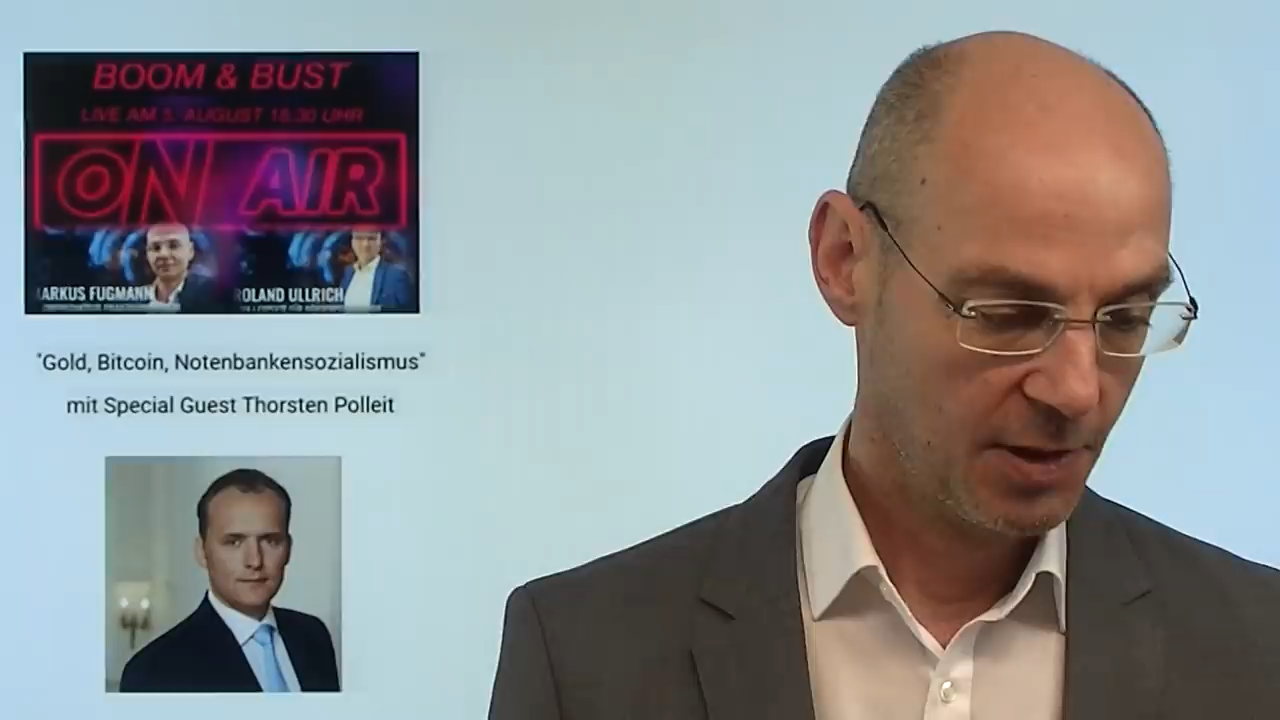 BOOM & BUST
LIVE AM 5. AUGUST 18.30 UHR
ON AIR
ARKUS FUGMANN
ROLAND ULLRICH
"Gold, Bitcoin, Notenbankensozialismus"
mit Special Guest Thorsten Polleit